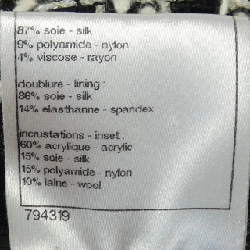 87% soie - silk
9% polyamide - nylon
4% viscose - rayon
doublure - lining :
86% soie - silk
14% elasthanne - spandex
incrustations - inset :
60% acrylique - acrylic
15% soie - silk
15% polyamide - nylon
10% laine - wool
794319